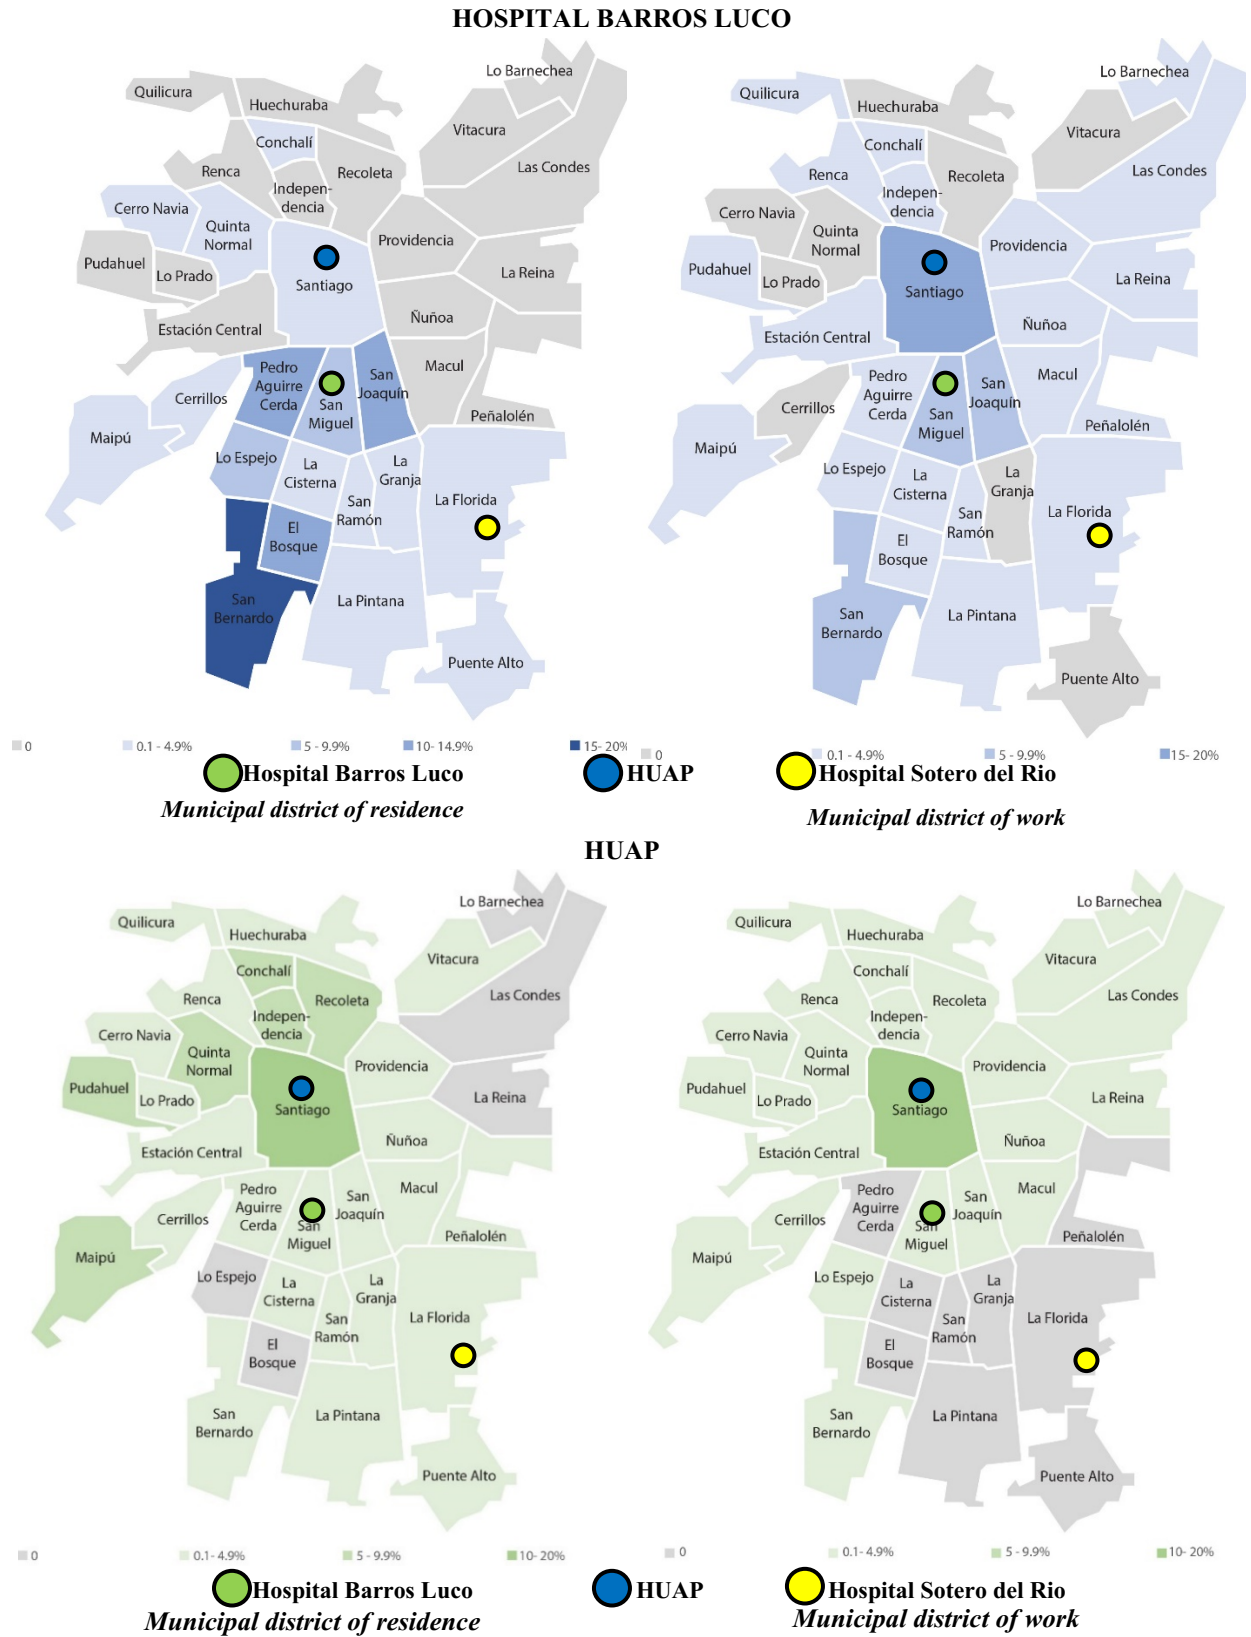 HOSPITAL BARROS LUCO
Lo Barnechea
Quilicura
Huechuraba
Vitacura
Conchalí
Las Condes
Renca
Recoleta
Indepen-
dencia
Cerro Navia
Quinta
Normal
Providencia
Pudahuel
Lo Prado
La Reina
Santiago
Estación Central
Ñuñoa
Pedro
Aguirre
Cerda
San
Joaquín
Macul
Cerrillos
San
Miguel
Peñalolén
Maipú
Lo Espejo
La
Cisterna
La
Granja
La Florida
San
Ramón
El
Bosque
San
Bernardo
La Pintana
Puente Alto
0
0.1 - 4.9%
5 - 9.9%
10- 14.9%
15- 20%
Lo Barnechea
Quilicura
Huechuraba
Vitacura
Conchalí
Las Condes
Renca
Recoleta
Indepen-
dencia
Cerro Navia
Quinta
Normal
Providencia
Pudahuel
Lo Prado
La Reina
Santiago
Estación Central
Ñuñoa
Pedro
Aguirre
Cerda
San
Joaquín
Macul
Cerrillos
San
Miguel
Peñalolén
Maipú
Lo Espejo
La
Cisterna
La
Granja
La Florida
San
Ramón
El
Bosque
San
Bernardo
La Pintana
Puente Alto
0
0.1 - 4.9%
5 - 9.9%
15- 20%
Hospital Barros Luco
HUAP
Hospital Sotero del Rio
Municipal district of residence
Municipal district of work
HUAP
Lo Barnechea
Quilicura
Huechuraba
Vitacura
Conchalí
Las Condes
Renca
Recoleta
Indepen-
dencia
Cerro Navia
Quinta
Normal
Providencia
Pudahuel
Lo Prado
La Reina
Santiago
Estación Central
Ñuñoa
Pedro
Aguirre
Cerda
San
Joaquín
Macul
Cerrillos
San
Miguel
Peñalolén
Maipú
Lo Espejo
La
Cisterna
La
Granja
La Florida
San
Ramón
El
Bosque
San
Bernardo
La Pintana
Puente Alto
0
0.1- 4.9%
5 - 9.9%
10- 20%
Lo Barnechea
Quilicura
Huechuraba
Vitacura
Conchalí
Las Condes
Renca
Recoleta
Indepen-
dencia
Cerro Navia
Quinta
Normal
Providencia
Pudahuel
Lo Prado
La Reina
Santiago
Estación Central
Ñuñoa
Pedro
Aguirre
Cerda
San
Joaquín
Macul
Cerrillos
San
Miguel
Peñalolén
Maipú
Lo Espejo
La
Cisterna
La
Granja
La Florida
San
Ramón
El
Bosque
San
Bernardo
La Pintana
Puente Alto
0
0.1- 4.9%
5 - 9.9%
10- 20%
Hospital Barros Luco
HUAP
Hospital Sotero del Rio
Municipal district of residence
Municipal district of work